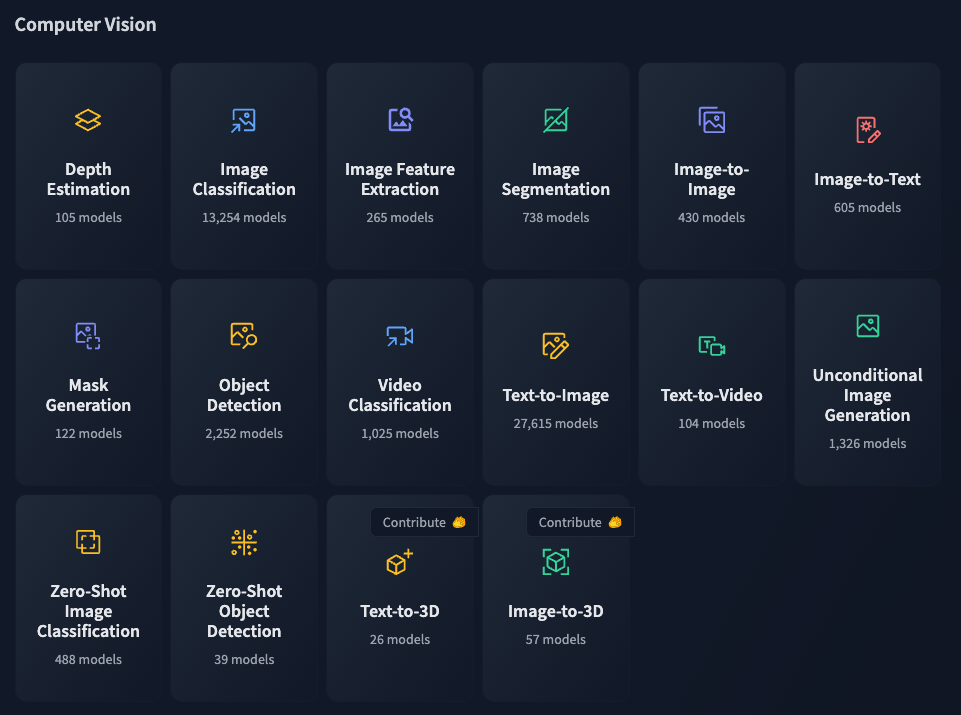 Computer Vision
Depth
Estimation
105 models
Image
Classification
13,254 models
Image Feature
Extraction
265 models
Image
Segmentation
738 models
Image-to-
Image
430 models
Image-to-Text
605 models
Mask
Generation
122 models
Object
Detection
2,252 models
Video
Classification
1,025 models
Text-to-Image
27,615 models
Text-to-Video
104 models
Unconditional
Image
Generation
1,326 models
Zero-Shot
Image
Classification
488 models
Zero-Shot
Object
Detection
39 models
Contribute
Text-to-3D
26 models
Contribute
Image-to-3D
57 models